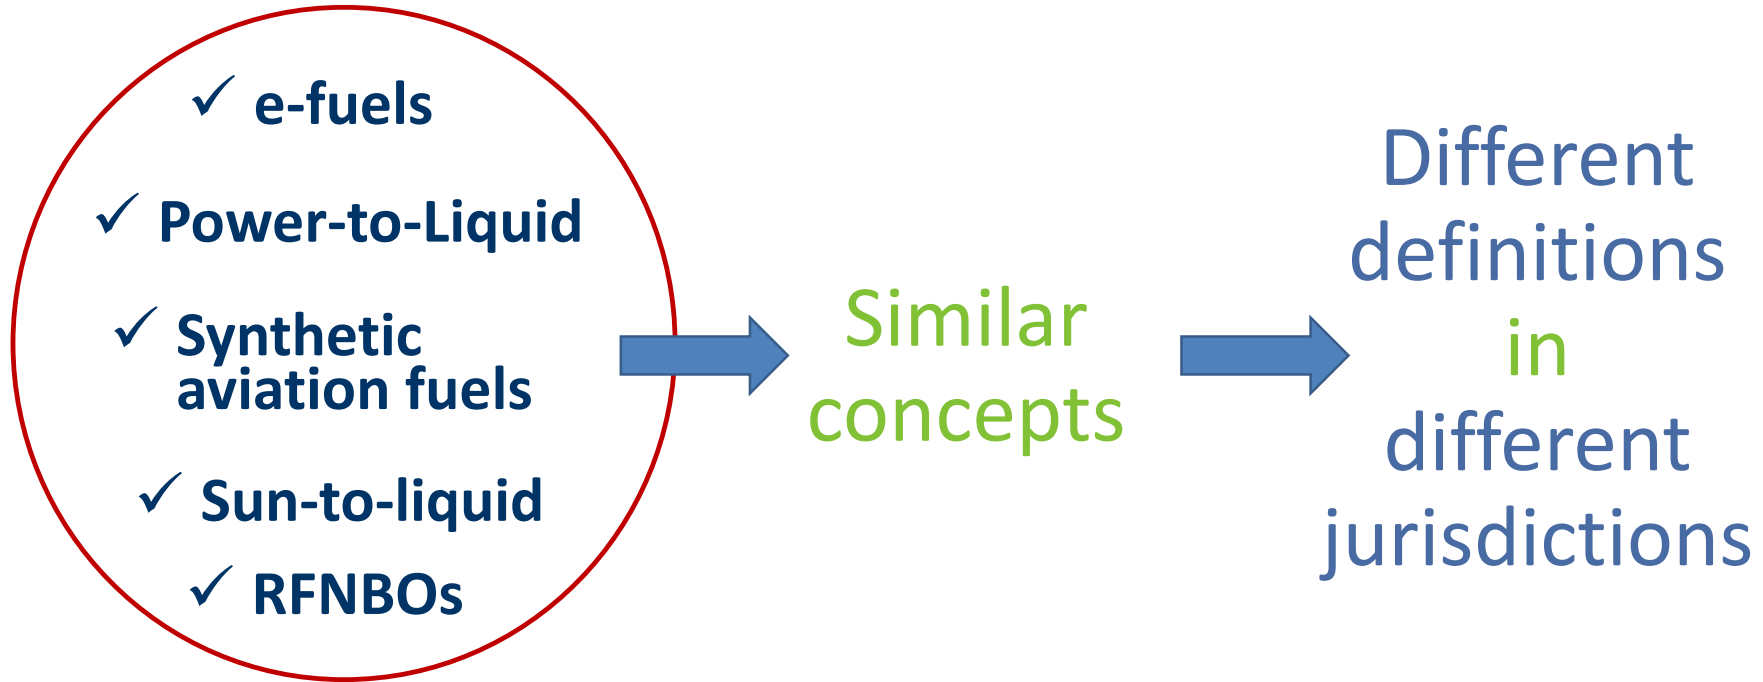 ✓ e-fuels
✓ Power-to-Liquid
✓ Synthetic
aviation fuels
✓ Sun-to-liquid
✓ RFNBOs
Similar
concepts
Different
definitions
in
different
jurisdictions